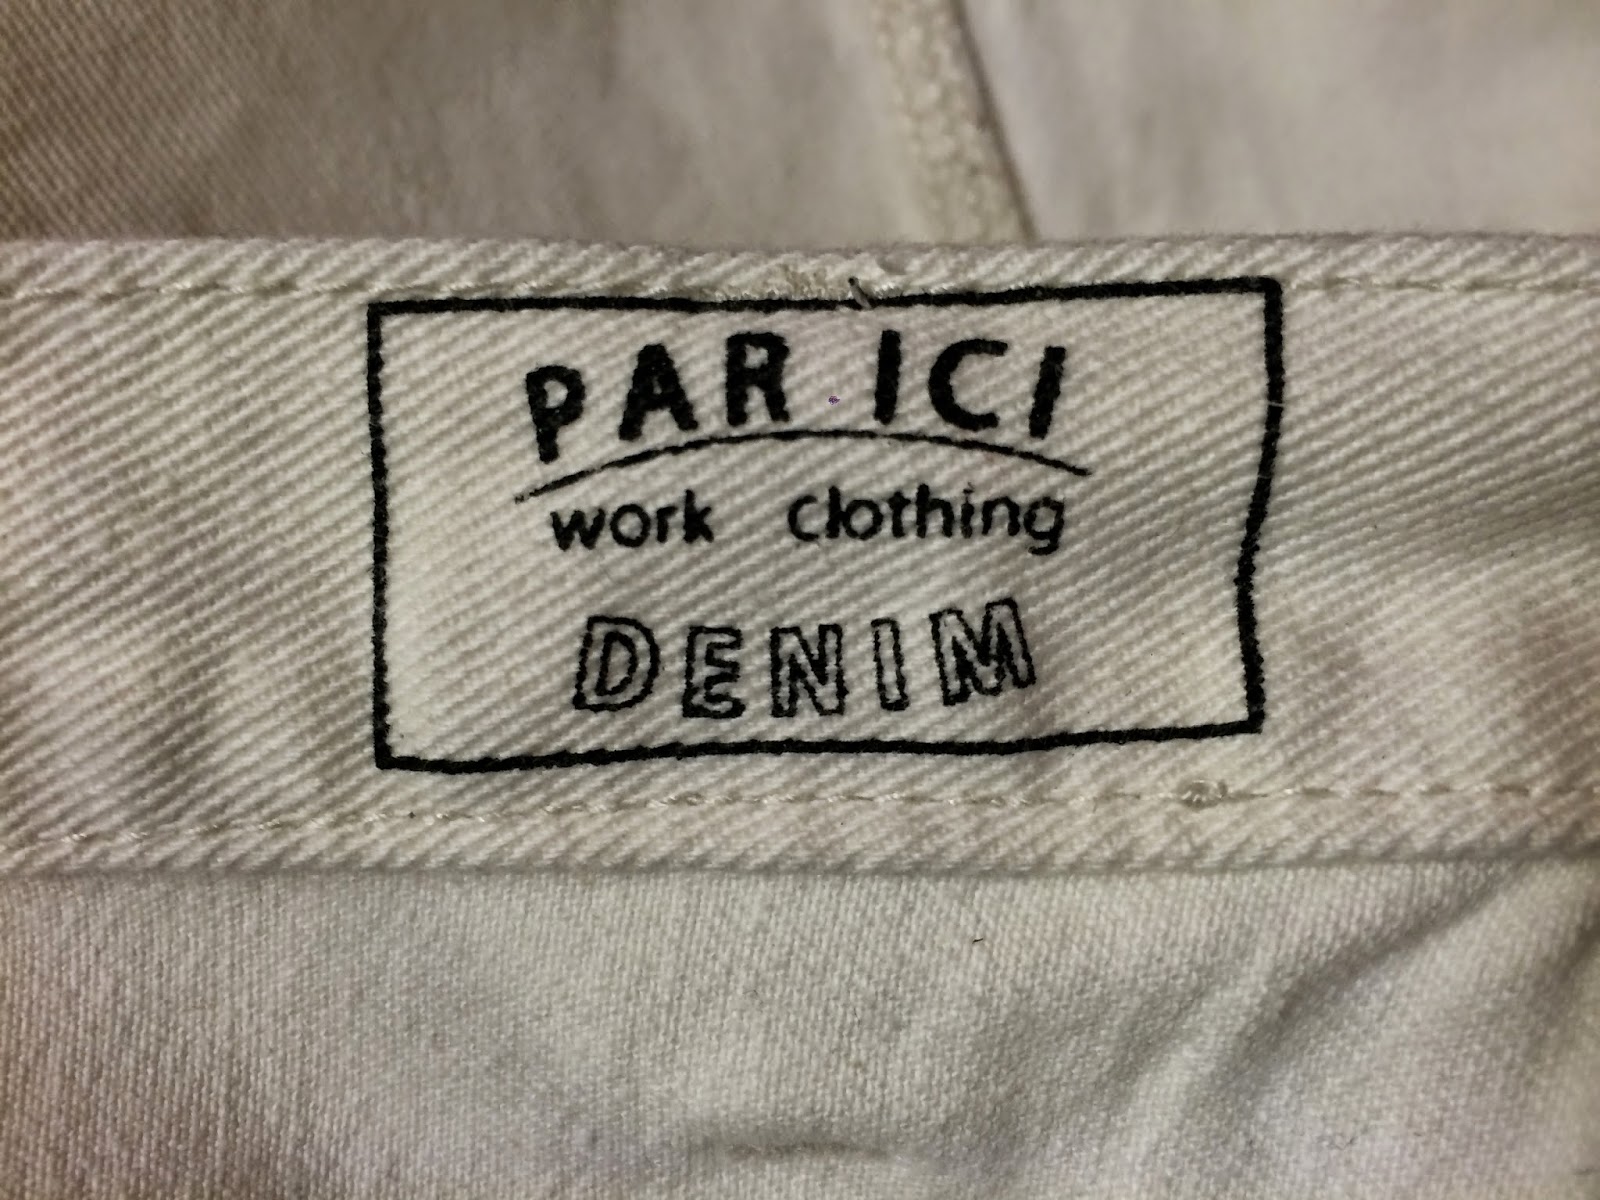 PAR ICI
work clothing
DENIM